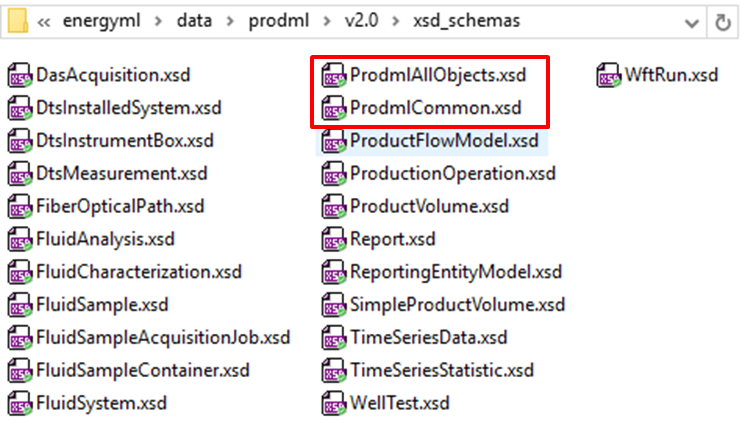 « energyml > data > prodml > v2.0 > xsd_schemas
DasAcquisition.xsd
DtsInstalledSystem.xsd
DtsInstrumentBox.xsd
DtsMeasurement.xsd
FiberOpticalPath.xsd
FluidAnalysis.xsd
FluidCharacterization.xsd
FluidSample.xsd
FluidSampleAcquisitionJob.xsd
FluidSampleContainer.xsd
FluidSystem.xsd
ProdmlAllObjects.xsd
ProdmlCommon.xsd
ProductFlowModel.xsd
ProductionOperation.xsd
ProductVolume.xsd
Report.xsd
ReportingEntityModel.xsd
SimpleProductVolume.xsd
TimeSeriesData.xsd
TimeSeriesStatistic.xsd
WellTest.xsd
WftRun.xsd